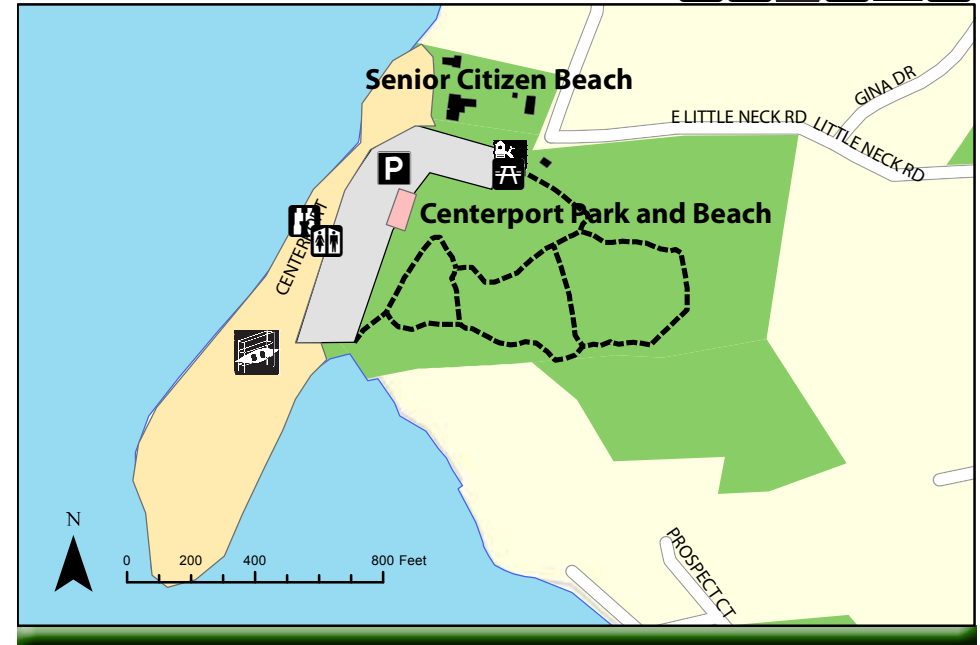 Senior Citizen Beach
GINA DR
E LITTLE NECK RD
LITTLE NECK RD
P
Centerport Park and Beach
N
0 200 400 800 Feet
PROSPECT CT